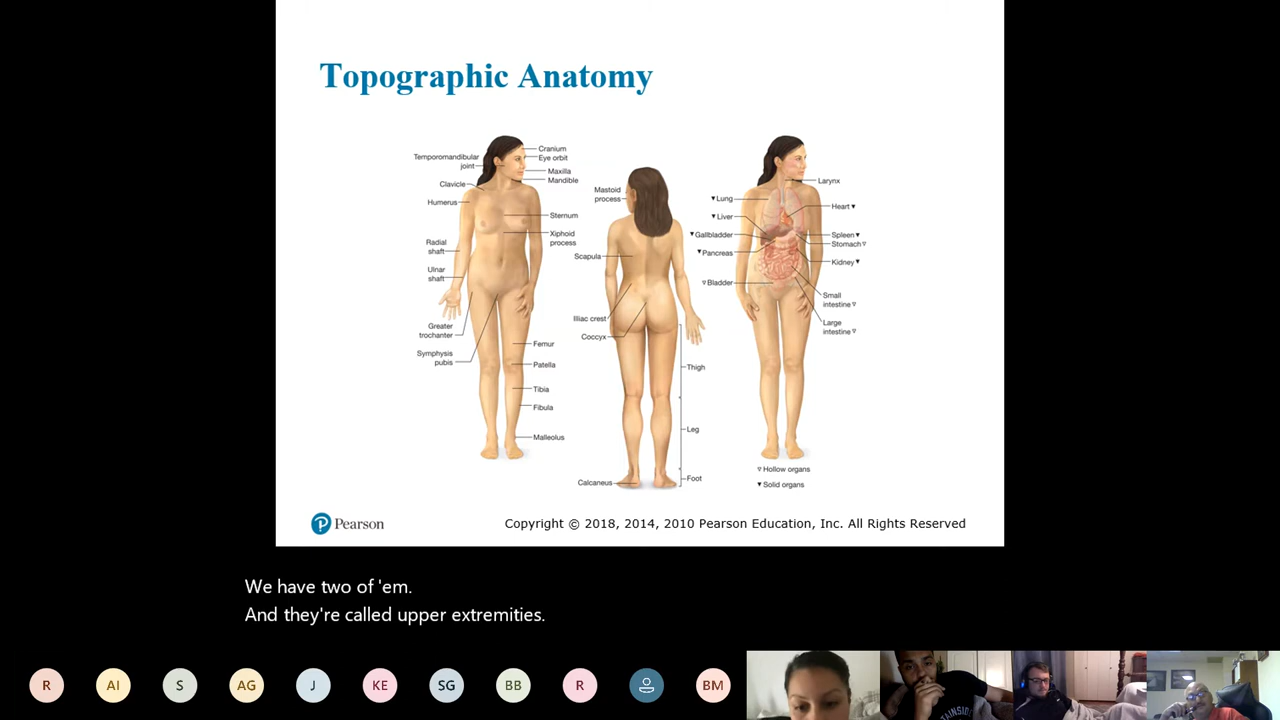 Topographic Anatomy
Temporomandibular
joint
Clavicle
Humerus
Radial
shaft
Ulnar
shaft
Greater
trochanter
Symphysis
pubis
Cranium
Eye orbit
Maxilla
Mandible
Sternum
Xiphoid
process
Femur
Patella
Tibia
Fibula
Malleolus
Mastoid
process
Scapula
Illiac crest
Coccyx
Calcaneus
Thigh
Leg
Foot
▼Lung
▼Liver
▼Gallbladder
▼Pancreas
▿Bladder
Larynx
Heart▼
Spleen▼
Stomach▿
Kidney▼
Small
intestine ▿
Large
intestine ▿
▿ Hollow organs
▼Solid organs
P Pearson
Copyright © 2018, 2014, 2010 Pearson Education, Inc. All Rights Reserved
We have two of 'em.
And they're called upper extremities.
R AI S AG J KE SG BB R BM